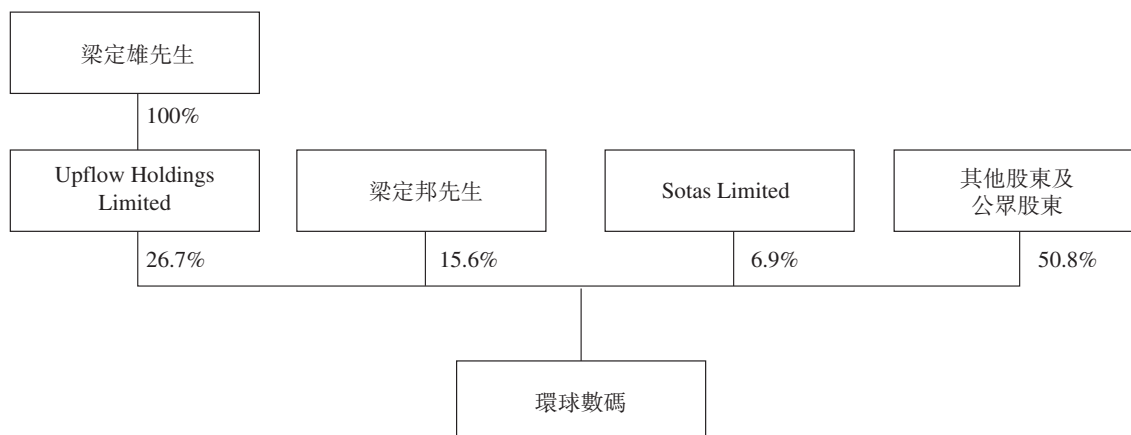 梁定雄先生
100%
Upflow Holdings
Limited
梁定邦先生
Sotas Limited
其他股東及
公眾股東
26.7%
15.6%
6.9%
50.8%
環球數碼